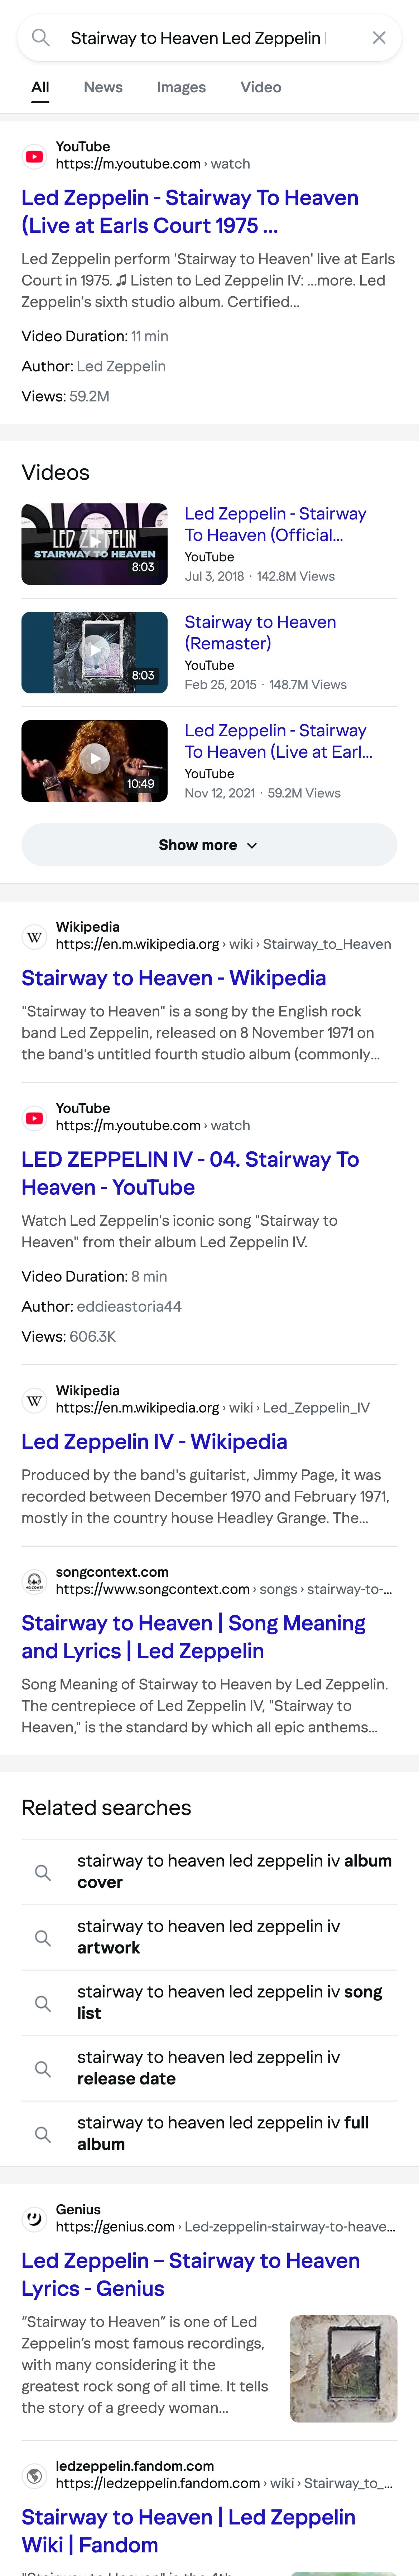 Stairway to Heaven Led Zeppelin
All News Images Video
YouTube
https://m.youtube.com › watch
Led Zeppelin - Stairway To Heaven
(Live at Earls Court 1975 ...
Led Zeppelin perform 'Stairway to Heaven' live at Earls
Court in 1975. 🎵 Listen to Led Zeppelin IV: ...more. Led
Zeppelin's sixth studio album. Certified...
Video Duration: 11 min
Author: Led Zeppelin
Views: 59.2M
Videos
LED ZEPPELIN
STAIRWAY TO HEAVEN
8:03
Led Zeppelin - Stairway
To Heaven (Official...
YouTube
Jul 3, 2018 · 142.8M Views
8:03
Stairway to Heaven
(Remaster)
YouTube
Feb 25, 2015 · 148.7M Views
10:49
Led Zeppelin - Stairway
To Heaven (Live at Earl...
YouTube
Nov 12, 2021 · 59.2M Views
Show more
Wikipedia
https://en.m.wikipedia.org › wiki › Stairway_to_Heaven
Stairway to Heaven - Wikipedia
"Stairway to Heaven" is a song by the English rock
band Led Zeppelin, released on 8 November 1971 on
the band's untitled fourth studio album (commonly...
YouTube
https://m.youtube.com › watch
LED ZEPPELIN IV - 04. Stairway To
Heaven - YouTube
Watch Led Zeppelin's iconic song "Stairway to
Heaven" from their album Led Zeppelin IV.
Video Duration: 8 min
Author: eddieastoria44
Views: 606.3K
Wikipedia
https://en.m.wikipedia.org › wiki › Led_Zeppelin_IV
Led Zeppelin IV - Wikipedia
Produced by the band's guitarist, Jimmy Page, it was
recorded between December 1970 and February 1971,
mostly in the country house Headley Grange. The...
songcontext.com
https://www.songcontext.com › songs › stairway-to-...
Stairway to Heaven | Song Meaning
and Lyrics | Led Zeppelin
Song Meaning of Stairway to Heaven by Led Zeppelin.
The centrepiece of Led Zeppelin IV, "Stairway to
Heaven," is the standard by which all epic anthems...
Related searches
stairway to heaven led zeppelin iv album
cover
stairway to heaven led zeppelin iv
artwork
stairway to heaven led zeppelin iv song
list
stairway to heaven led zeppelin iv
release date
stairway to heaven led zeppelin iv full
album
Genius
https://genius.com › Led-zeppelin-stairway-to-heave...
Led Zeppelin – Stairway to Heaven
Lyrics - Genius
“Stairway to Heaven” is one of Led
Zeppelin’s most famous recordings,
with many considering it the
greatest rock song of all time. It tells
the story of a greedy woman...
ledzeppelin.fandom.com
https://ledzeppelin.fandom.com › wiki › Stairway_to_...
Stairway to Heaven | Led Zeppelin
Wiki | Fandom